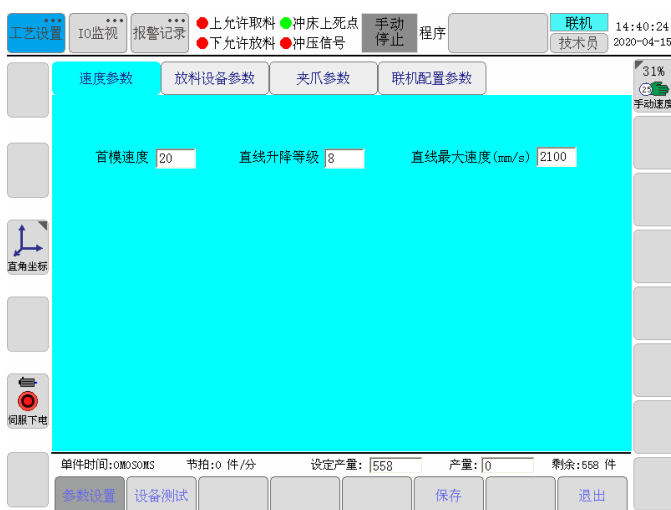 工艺设置 IO监视 报警记录 上允许取料 冲床上死点 手动 程序 联机 14:40:24
下允许放料 冲压信号 停止 技术员 2020-04-15
速度参数 放料设备参数 夹爪参数 联机配置参数
31%
25
手动速度
首模速度 20 直线升降等级 8 直线最大速度(mm/s) 2100
直角坐标
伺服下电
单件时间:0M0S0MS 节拍:0 件/分 设定产量: 558 产量: 0 剩余:558 件
参数设置 设备测试 保存 退出